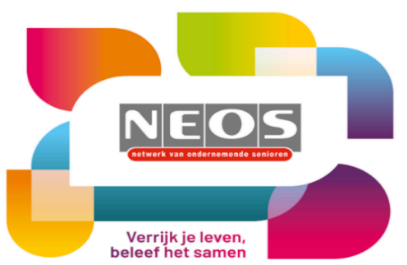 NEOS
netwerk van ondernemende senioren
Verrijk je leven,
beleef het samen